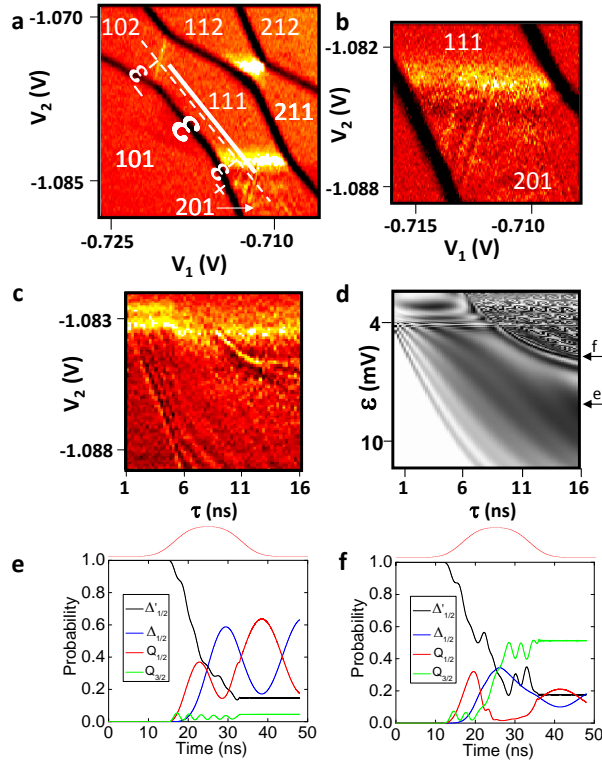 a
-1.070
102
112
212
ε-
111
211
ε
101
ε+
201
-1.085
V2 (V)
-0.725
-0.710
V1 (V)
b
-1.082
111
V2 (V)
201
-1.088
-0.715
-0.710
V1 (V)
c
-1.083
V2 (V)
-1.088
1
6
11
16
τ (ns)
d
4
f
ε (mV)
e
10
1
6
11
16
τ (ns)
e
1.0
0.8
0.6
0.4
0.2
0.0
Probability
Δ'1/2
Δ1/2
Q1/2
Q3/2
0 10 20 30 40 50
Time (ns)
f
1.0
0.8
0.6
0.4
0.2
0.0
Probability
Δ'1/2
Δ1/2
Q1/2
Q3/2
0 10 20 30 40 50
Time (ns)